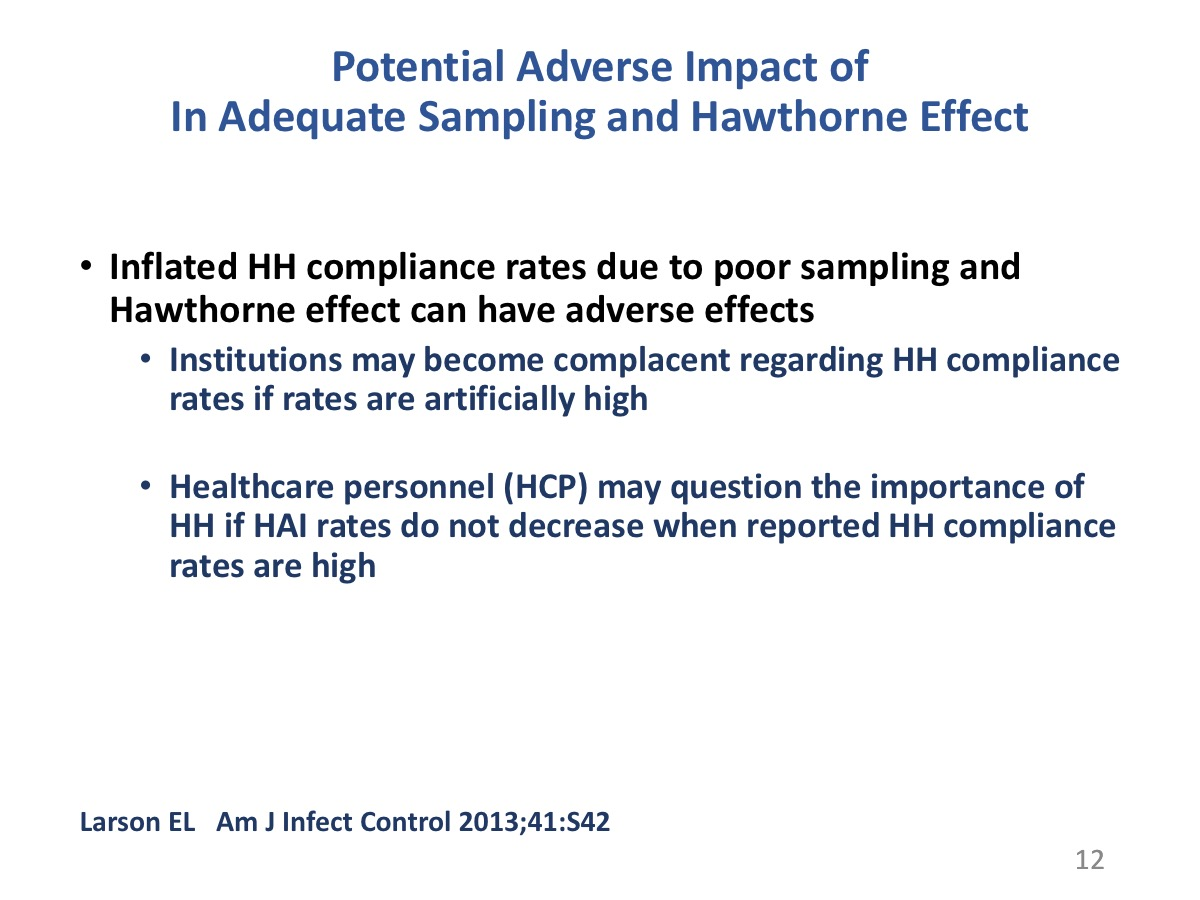 Potential Adverse Impact of
In Adequate Sampling and Hawthorne Effect
• Inflated HH compliance rates due to poor sampling and
Hawthorne effect can have adverse effects
• Institutions may become complacent regarding HH compliance
rates if rates are artificially high
• Healthcare personnel (HCP) may question the importance of
HH if HAI rates do not decrease when reported HH compliance
rates are high
Larson EL   Am J Infect Control 2013;41:S42
12